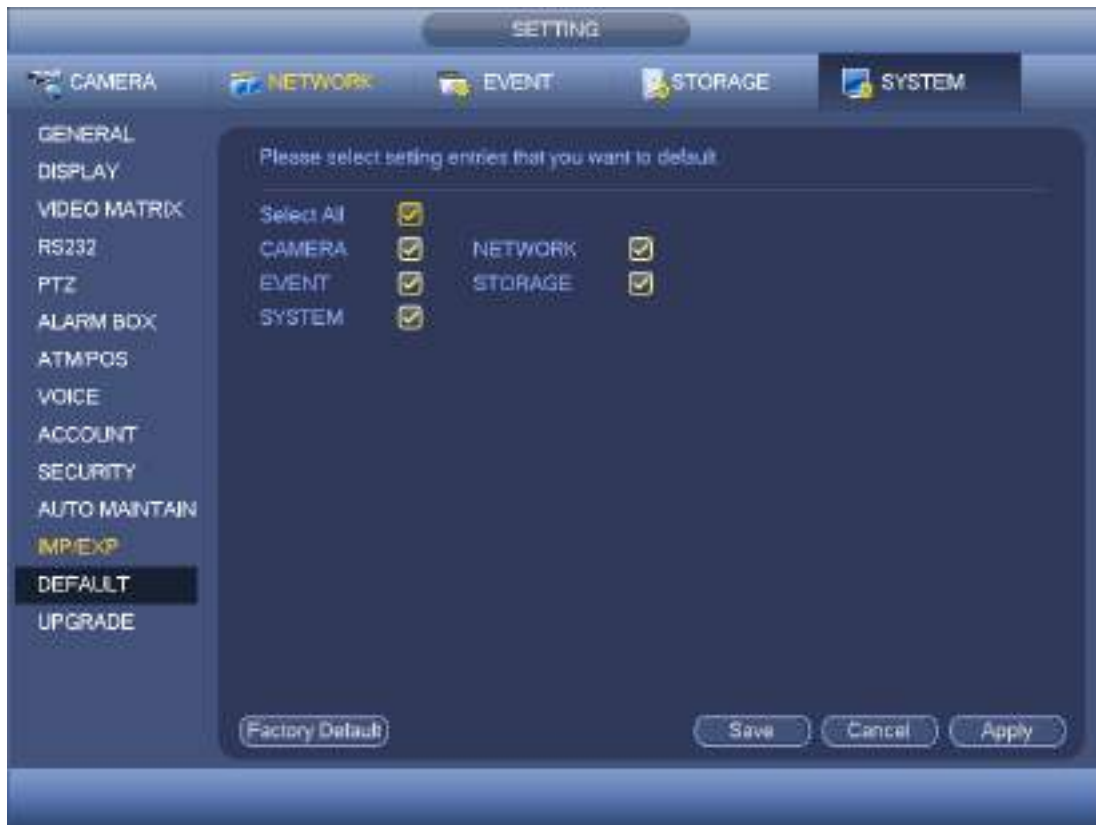 SETTING
CAMERA NETWORK EVENT STORAGE SYSTEM
GENERAL
DISPLAY
VIDEO MATRIX
RS232
PTZ
ALARM BOX
ATM/POS
VOICE
ACCOUNT
SECURITY
AUTO MAINTAIN
IMP/EXP
DEFAULT
UPGRADE
Please select setting entries that you want to default
Select All
CAMERA NETWORK
EVENT STORAGE
SYSTEM
Factory Default Save Cancel Apply